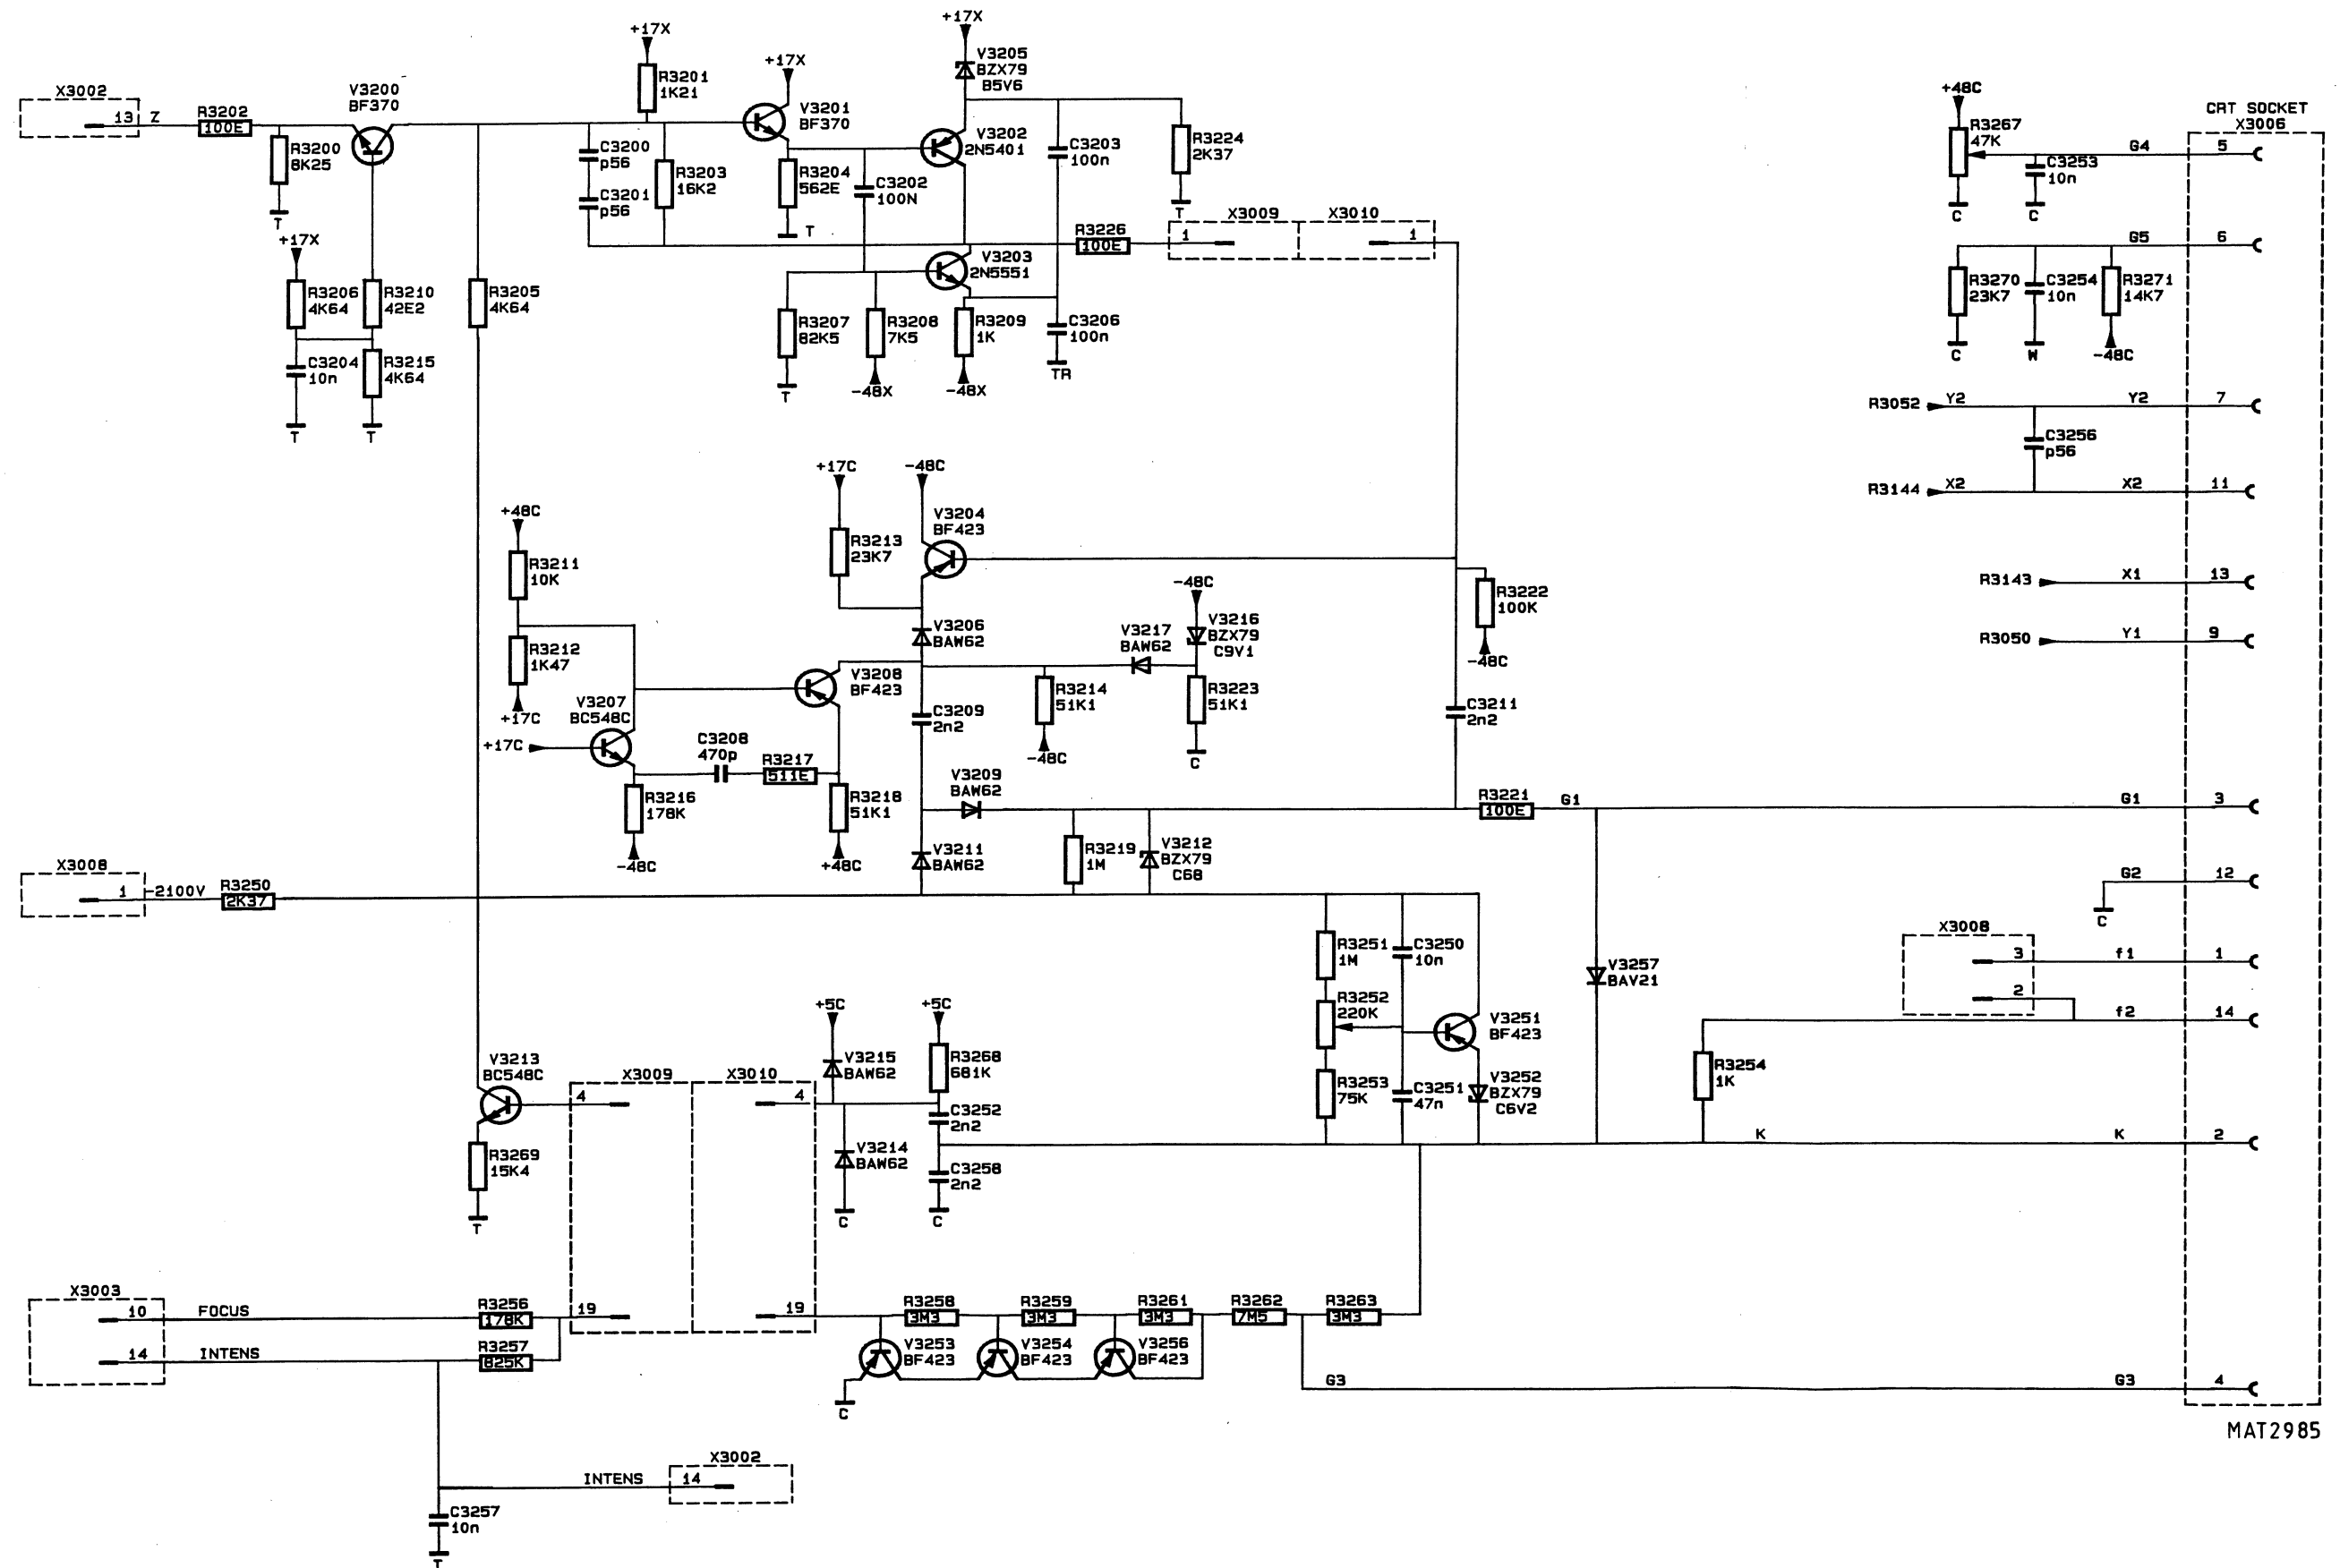 +17X
+17X
+17X
X3002
13 Z
R3202
100E
V3200
BF370
R3201
1K21
V3201
BF370
V3205
BZX79
B5V6
R3200
8K25
T
C3200
p56
C3201
p56
R3203
16K2
R3204
562E
T
C3202
100N
V3202
2N5401
C3203
100n
R3224
2K37
T
+17X
R3206
4K64
R3210
42E2
R3205
4K64
C3204
10n
R3215
4K64
T
T
V3203
2N5551
R3226
100E
X3009
1
X3010
1
R3207
82K5
T
R3208
7K5
-48X
R3209
1K
-48X
C3206
100n
TR
+48C
R3267
47K
C
C3253
10n
C
G4
CRT SOCKET
X3006
5
G5
6
R3270
23K7
C
C3254
10n
W
R3271
14K7
-48C
R3052
Y2
Y2
7
C3256
p56
R3144
X2
X2
11
R3143
X1
13
R3050
Y1
9
+17C
-48C
+48C
R3211
10K
R3212
1K47
+17C
R3213
23K7
V3204
BF423
V3206
BAW62
V3217
BAW62
-48C
V3216
BZX79
C9V1
R3222
100K
-48C
V3207
BC548C
+17C
V3208
BF423
C3208
470p
R3217
511E
R3216
178K
-48C
R3218
51K1
+48C
C3209
2n2
R3214
51K1
-48C
R3223
51K1
C
C3211
2n2
V3209
BAW62
V3211
BAW62
R3219
1M
V3212
BZX79
C68
R3221
100E
G1
G1
3
X3008
1
-2100V
R3250
2K37
G2
12
C
X3008
3
f1
1
2
f2
14
R3251
1M
C3250
10n
R3252
220K
V3251
BF423
R3253
75K
C3251
47n
V3252
BZX79
C6V2
V3257
BAV21
R3254
1K
K
K
2
V3213
BC548C
R3269
15K4
T
X3009
4
X3010
4
+5C
V3215
BAW62
+5C
R3268
681K
C3252
2n2
V3214
BAW62
C
C3258
2n2
C
X3003
10
FOCUS
14
INTENS
R3256
178K
R3257
825K
19
19
R3258
3M3
R3259
3M3
R3261
3M3
R3262
7M5
R3263
3M3
V3253
BF423
V3254
BF423
V3256
BF423
C
G3
G3
4
MAT2985
X3002
INTENS
14
C3257
10n
T